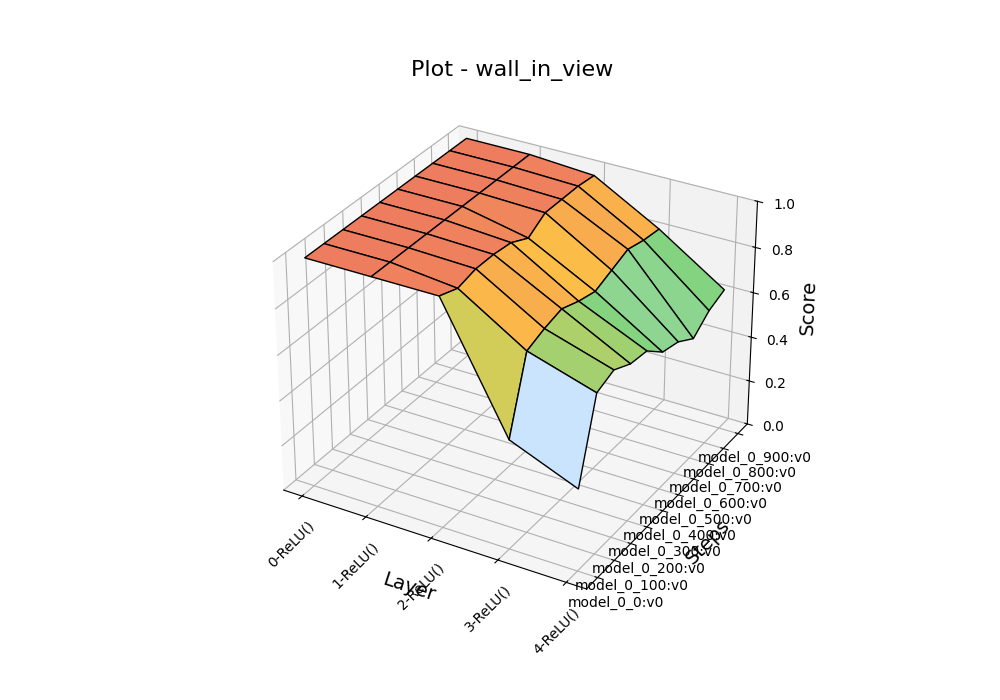 Plot - wall_in_view
1.0
0.8
0.6
0.4
0.2
0.0
Score
model_0_900:v0
model_0_800:v0
model_0_700:v0
model_0_600:v0
model_0_500:v0
model_0_400:v0
model_0_300:v0
model_0_200:v0
model_0_100:v0
model_0_0:v0
Steps
0-ReLU()
1-ReLU()
2-ReLU()
3-ReLU()
4-ReLU()
Layer